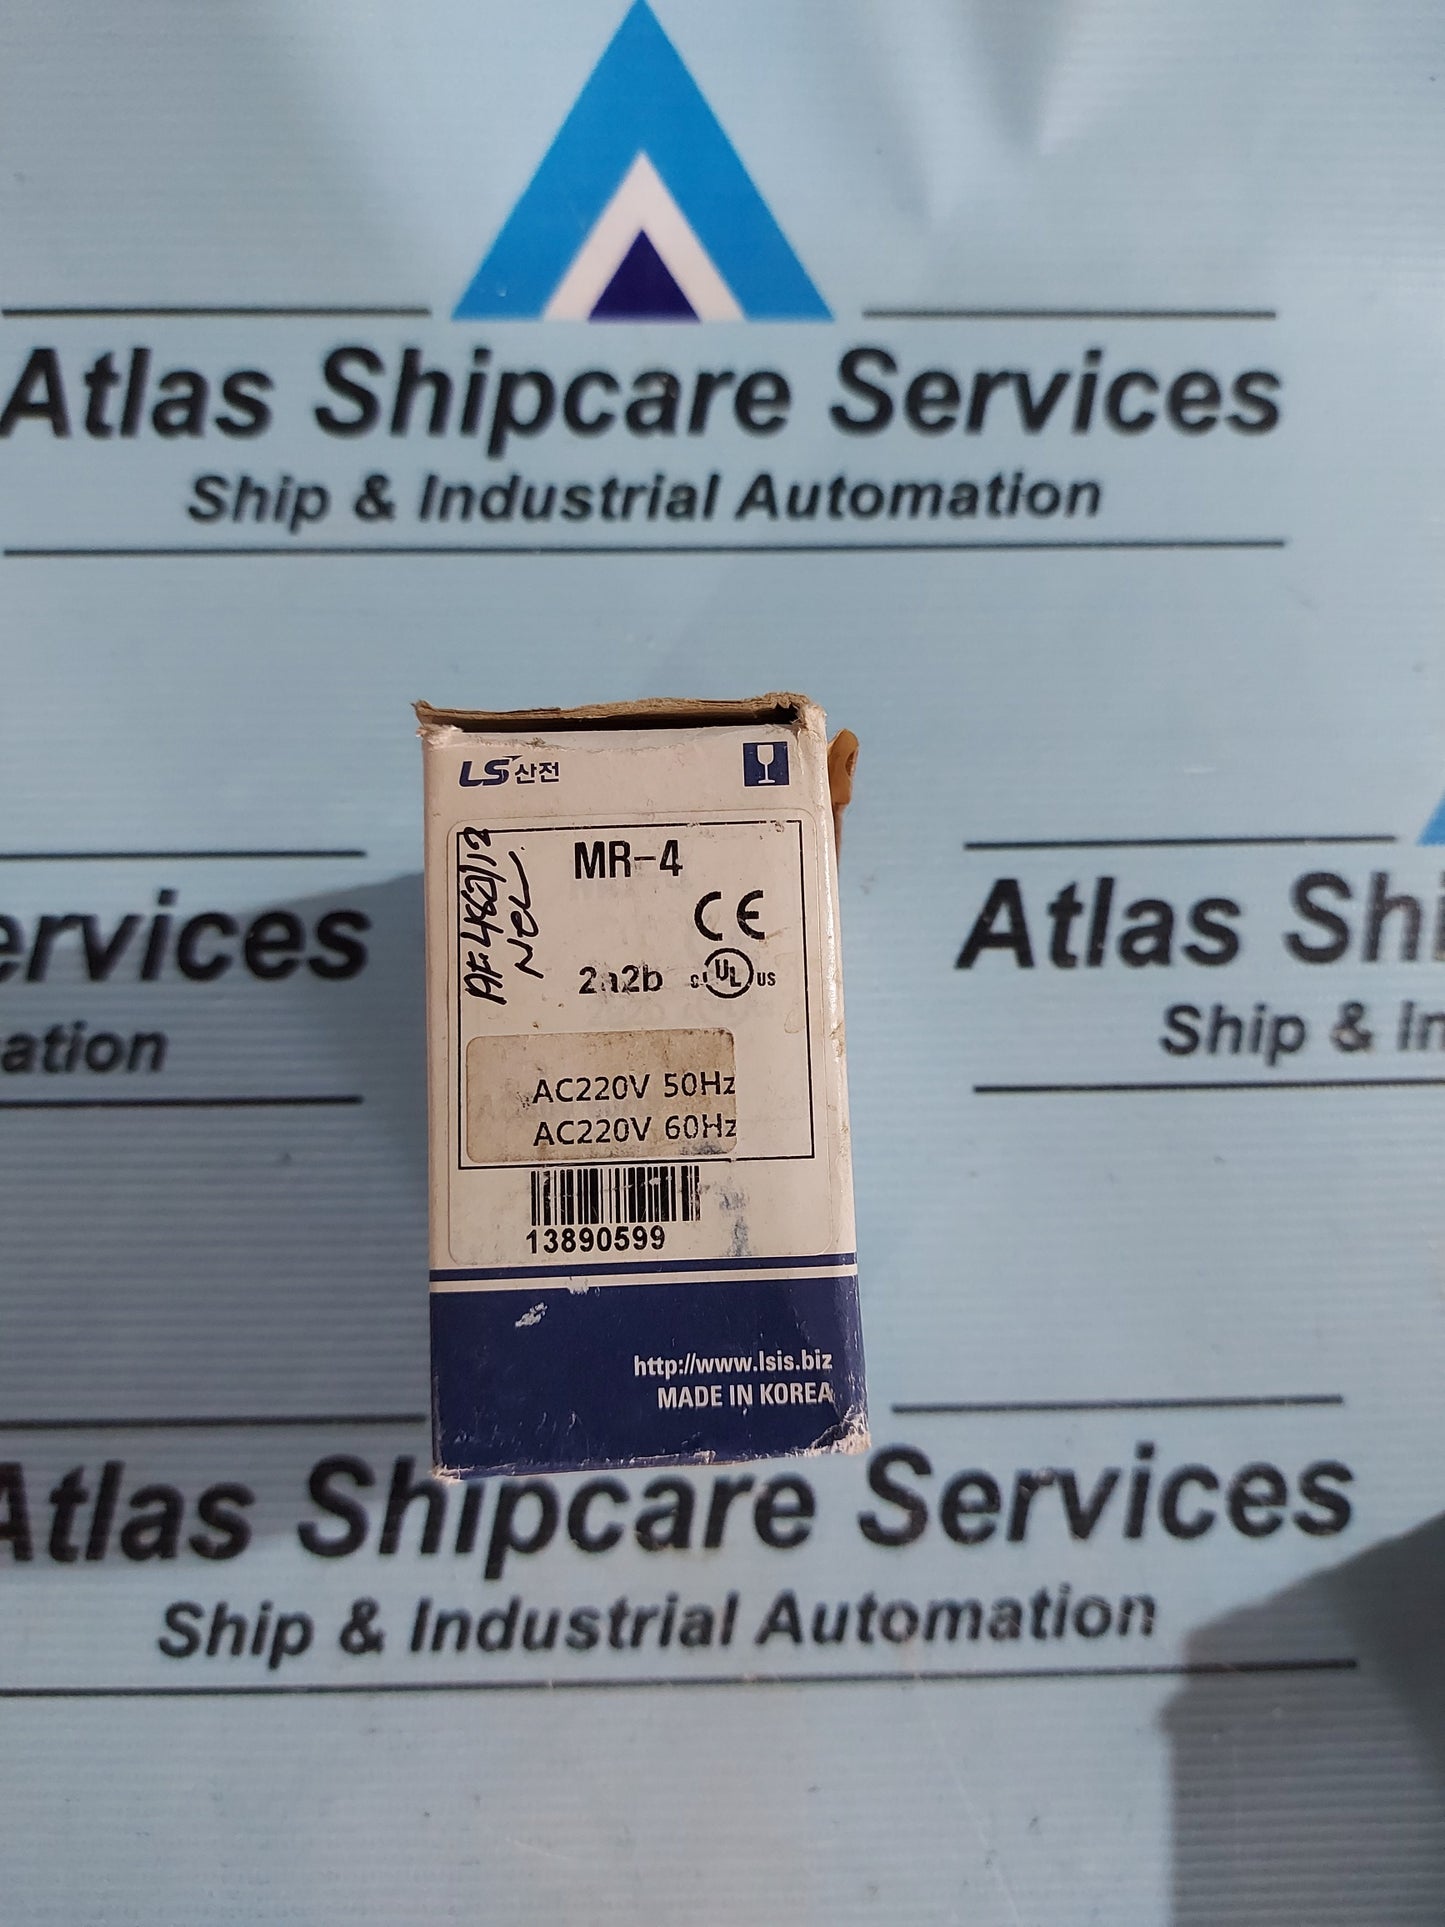 Atlas Shipcare Services
Ship & Industrial Automation
ervices
ation
Atlas Shi
Ship & In
LS산전
MR-4
CE
2a2b
c UL US
AC220V 50Hz
AC220V 60Hz
13890599
http://www.lsis.biz
MADE IN KOREA
Atlas Shipcare Services
Ship & Industrial Automation